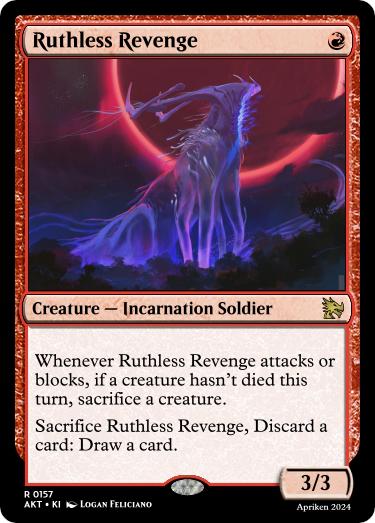 Ruthless Revenge
Creature — Incarnation Soldier
Whenever Ruthless Revenge attacks or
blocks, if a creature hasn't died this
turn, sacrifice a creature.
Sacrifice Ruthless Revenge, Discard a
card: Draw a card.
3/3
R 0157
AKT • KI LOGAN FELICIANO
Apriken 2024